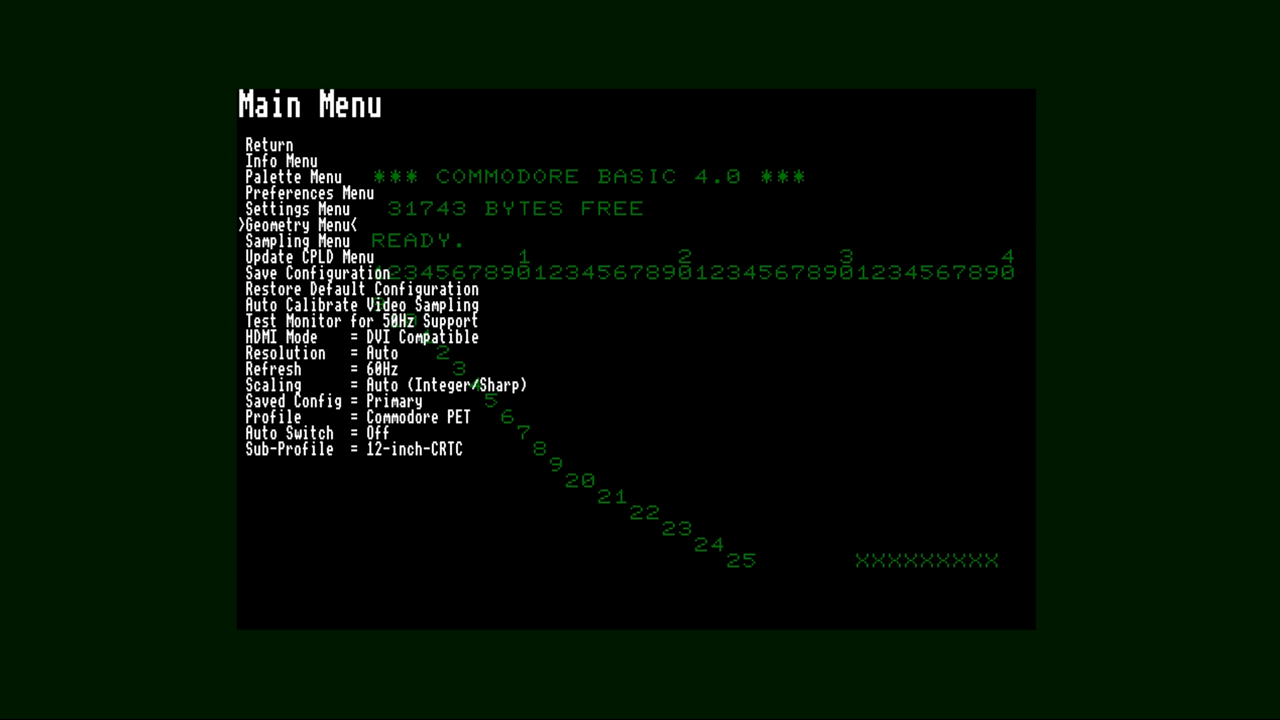 Main Menu
Return
Info Menu
Palette Menu
*** COMMODORE BASIC 4.0 ***
Preferences Menu
Settings Menu
31743 BYTES FREE
>Geometry Menu<
Sampling Menu
READY.
Update CPLD Menu
1 2 3 4
Save Configuration
234567890123456789012345678901234567890
Restore Default Configuration
Auto Calibrate Video Sampling
Test Monitor for 50Hz Support
HDMI Mode = DVI Compatible
Resolution = Auto
2
Refresh = 60Hz
3
Scaling = Auto (Integer/Sharp)
Saved Config = Primary
5
Profile = Commodore PET
6
Auto Switch = Off
7
Sub-Profile = 12-inch-CRTC
8
9
20
21
22
23
24
25 XXXXXXXXX